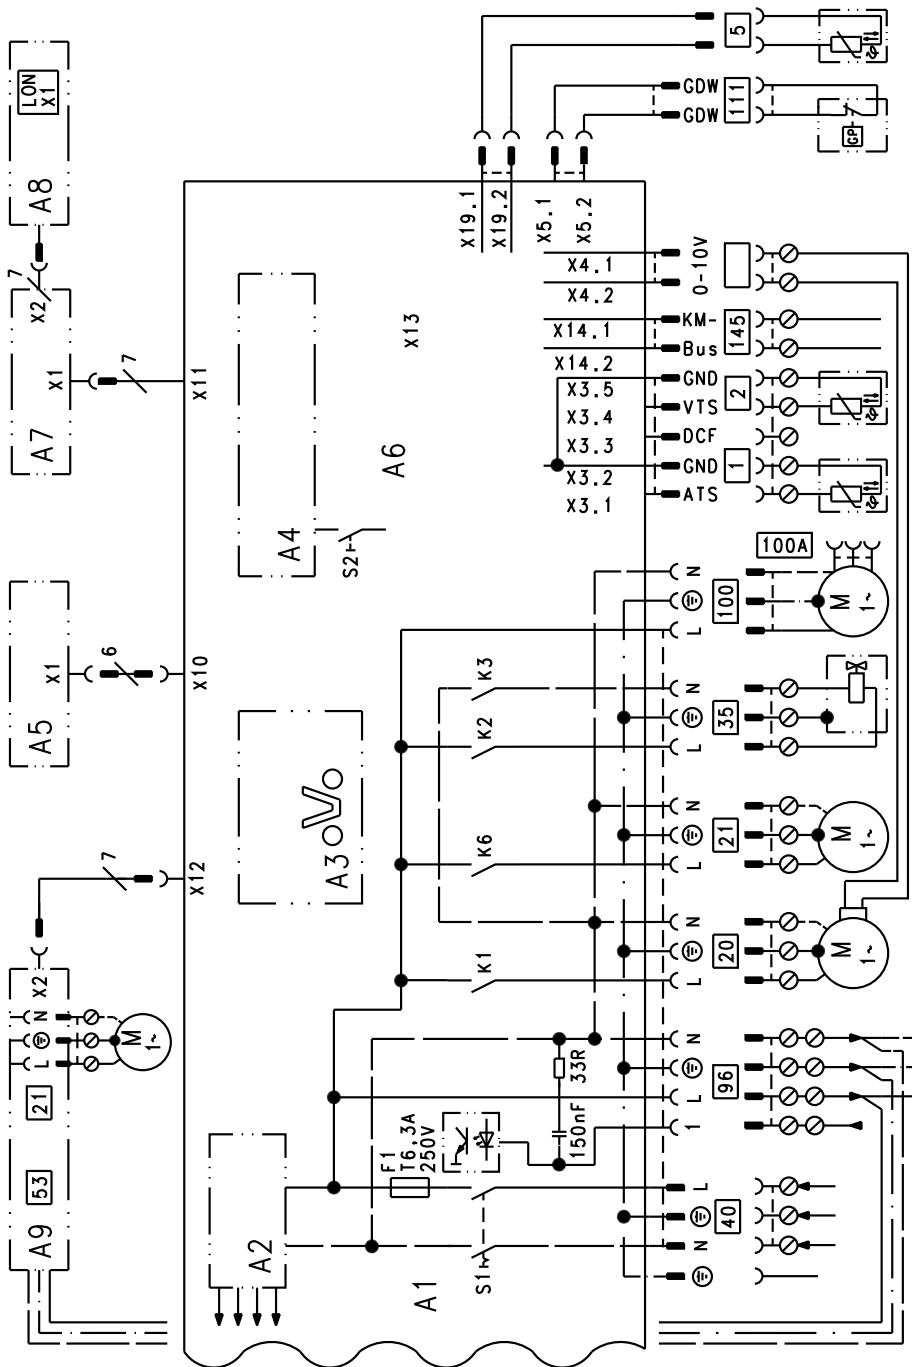 LON
X1
A8
7
X2
X1
A7
7
X11
X13
A6
A4
S2
X19.1
X19.2
X5.1
X5.2
5
GDW
111
GDW
GP
X4.1
X4.2
0-10V
X14.1
KM-
145
X14.2
Bus
X3.5
GND
2
X3.4
VTS
X3.3
DCF
X3.2
GND
1
X3.1
ATS
100A
N
100
L
M
1~
X1
A5
6
X10
K3
K2
N
35
L
A3
K6
N
21
L
M
1~
7
X12
K1
N
20
L
M
1~
X2
N
L
M
1~
21
53
A9
N
96
L
1
33R
150nF
F1
T6,3A
250V
A2
A1
S1
L
40
N